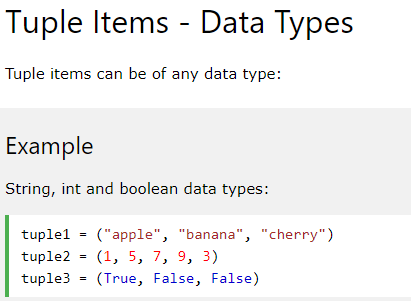 Tuple Items - Data Types
Tuple items can be of any data type:
Example
String, int and boolean data types:
tuple1 = ("apple", "banana", "cherry")
tuple2 = (1, 5, 7, 9, 3)
tuple3 = (True, False, False)